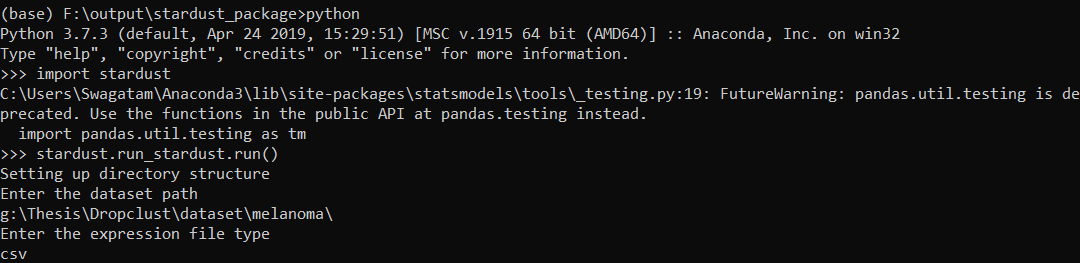 (base) F:\output\stardust_package>python
Python 3.7.3 (default, Apr 24 2019, 15:29:51) [MSC v.1915 64 bit (AMD64)] :: Anaconda, Inc. on win32
Type "help", "copyright", "credits" or "license" for more information.
>>> import stardust
C:\Users\Swagatam\Anaconda3\lib\site-packages\statsmodels\tools\_testing.py:19: FutureWarning: pandas.util.testing is de
precated. Use the functions in the public API at pandas.testing instead.
  import pandas.util.testing as tm
>>> stardust.run_stardust.run()
Setting up directory structure
Enter the dataset path
g:\Thesis\Dropclust\dataset\melanoma\
Enter the expression file type
csv